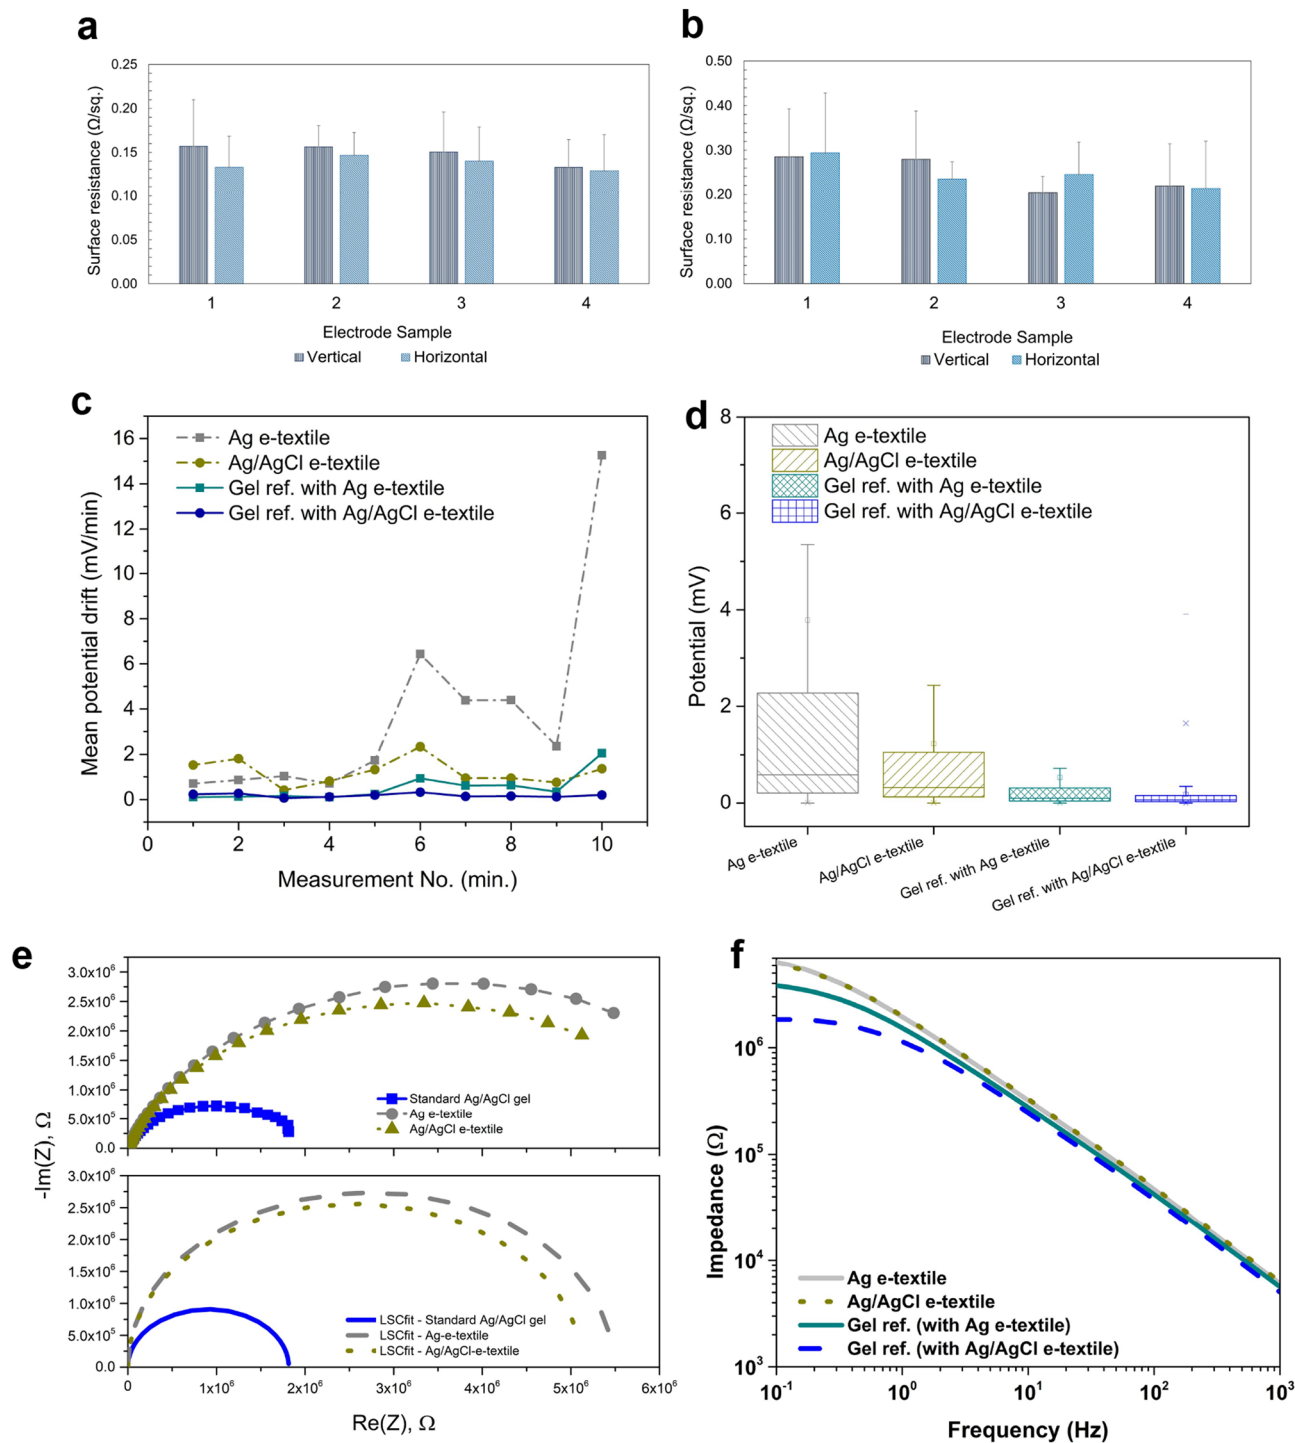 a
0.25
0.20
0.15
0.10
0.05
0.00
Surface resistance (Ω/sq.)
1 2 3 4
Electrode Sample
Vertical Horizontal
b
0.50
0.40
0.30
0.20
0.10
0.00
Surface resistance (Ω/sq.)
1 2 3 4
Electrode Sample
Vertical Horizontal
c
16
14
12
10
8
6
4
2
0
Mean potential drift (mV/min)
Ag e-textile
Ag/AgCl e-textile
Gel ref. with Ag e-textile
Gel ref. with Ag/AgCl e-textile
0 2 4 6 8 10
Measurement No. (min.)
d
8
6
4
2
0
Potential (mV)
Ag e-textile
Ag/AgCl e-textile
Gel ref. with Ag e-textile
Gel ref. with Ag/AgCl e-textile
Ag e-textile
Ag/AgCl e-textile
Gel ref. with Ag e-textile
Gel ref. with Ag/AgCl e-textile
e
3.0x10⁶
2.5x10⁶
2.0x10⁶
1.5x10⁶
1.0x10⁶
5.0x10⁵
0.0
-Im(Z), Ω
Standard Ag/AgCl gel
Ag e-textile
Ag/AgCl e-textile
3.0x10⁶
2.5x10⁶
2.0x10⁶
1.5x10⁶
1.0x10⁶
5.0x10⁵
0.0
LSCfit - Standard Ag/AgCl gel
LSCfit - Ag-e-textile
LSCfit - Ag/AgCl-e-textile
0 1x10⁶ 2x10⁶ 3x10⁶ 4x10⁶ 5x10⁶ 6x10⁶
Re(Z), Ω
f
10⁶
10⁵
10⁴
10³
Impedance (Ω)
Ag e-textile
Ag/AgCl e-textile
Gel ref. (with Ag e-textile)
Gel ref. (with Ag/AgCl e-textile)
10⁻¹ 10⁰ 10¹ 10² 10³
Frequency (Hz)